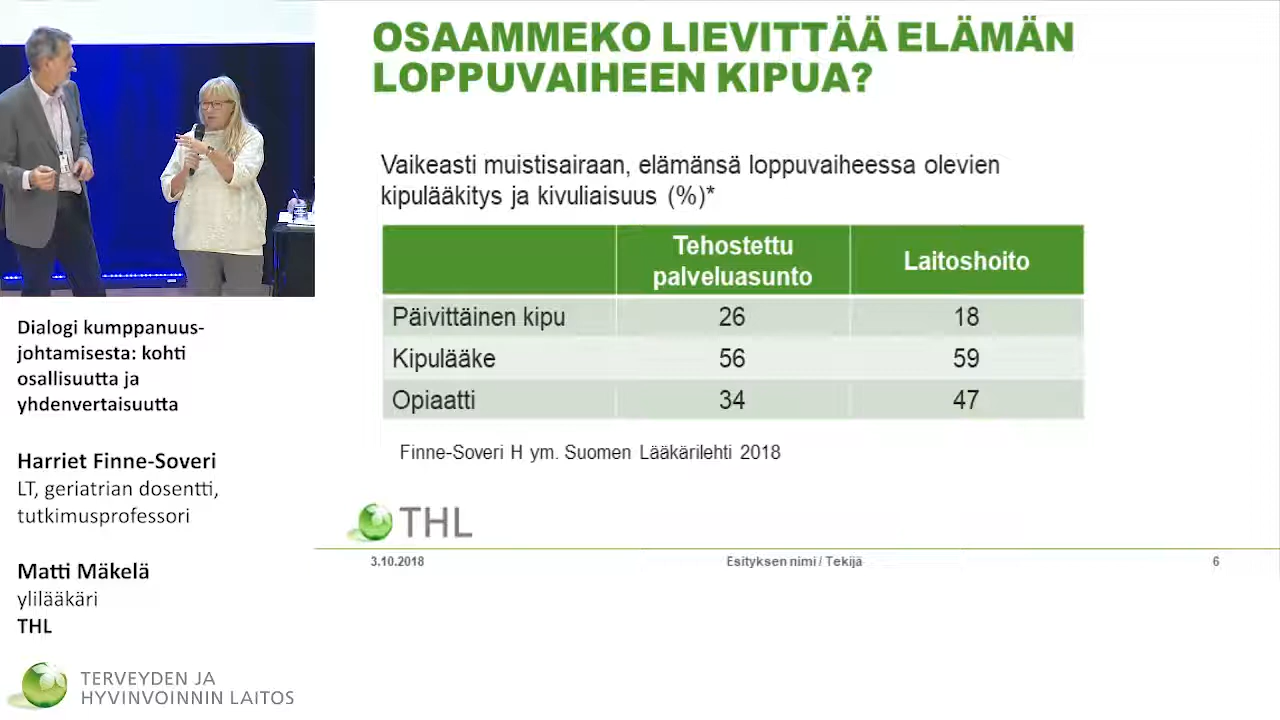 OSAAMMEKO LIEVITTÄÄ ELÄMÄN
LOPPUVAIHEEN KIPUA?
Vaikeasti muistisairaan, elämänsä loppuvaiheessa olevien
kipulääkitys ja kivuliaisuus (%)*
Tehostettu
palveluasunto
Laitoshoito
Päivittäinen kipu 26 18
Kipulääke 56 59
Opiaatti 34 47
Finne-Soveri H ym. Suomen Lääkärilehti 2018
THL
3.10.2018 Esityksen nimi / Tekijä 6
Dialogi kumppanuus-
johtamisesta: kohti
osallisuutta ja
yhdenvertaisuutta
Harriet Finne-Soveri
LT, geriatrian dosentti,
tutkimusprofessori
Matti Mäkelä
ylilääkäri
THL
TERVEYDEN JA
HYVINVOINNIN LAITOS